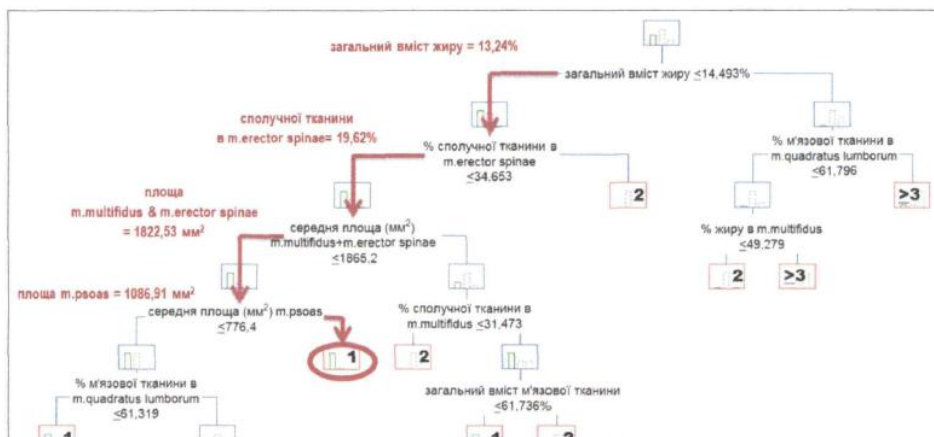 загальний вміст жиру = 13,24%
загальний вміст жиру ≤14,493%
сполучної тканини
в m.erector spinae= 19,62%
% сполучної тканини в
m.erector spinae
≤34,653
% м'язової тканини в
m.quadratus lumborum
≤61,796
2
≥3
площа
m.multifidus & m.erector spinae
= 1822,53 мм²
середня площа (мм²)
m.multifidus+m.erector spinae
≤1865,2
% жиру в m.multifidus
≤49,279
2
≥3
площа m.psoas = 1086,91 мм²
середня площа (мм²) m.psoas
≤776,4
% сполучної тканини в
m.multifidus ≤31,473
1
2
% м'язової тканини в
m.quadratus lumborum
≤61,319
загальний вміст м'язової тканини
≤61,736%
1
1